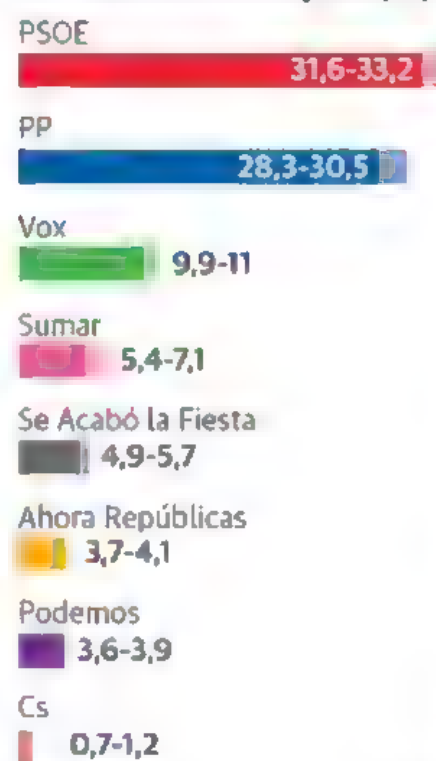 PSOE
31,6-33,2
PP
28,3-30,5
Vox
9,9-11
Sumar
5,4-7,1
Se Acabó la Fiesta
4,9-5,7
Ahora Repúblicas
3,7-4,1
Podemos
3,6-3,9
Cs
0,7-1,2